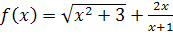 f(x) = √(x² + 3) + 2x/(x+1)